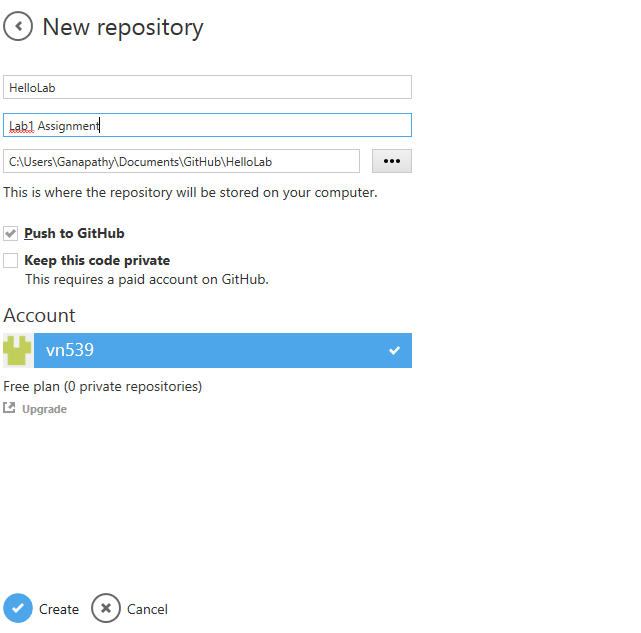 New repository
HelloLab
Lab1 Assignment
C:\Users\Ganapathy\Documents\GitHub\HelloLab
•••
This is where the repository will be stored on your computer.
Push to GitHub
Keep this code private
This requires a paid account on GitHub.
Account
vn539
Free plan (0 private repositories)
Upgrade
Create Cancel